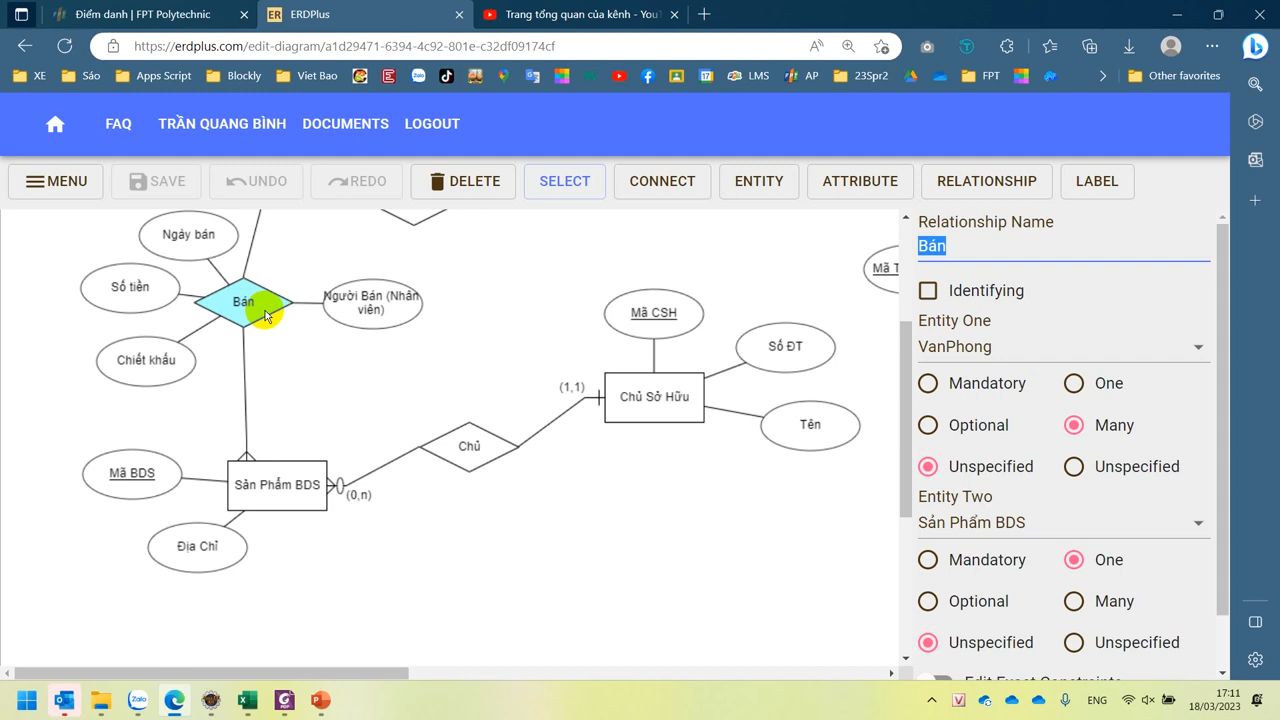 Điểm danh | FPT Polytechnic
ERDPlus
Trang tổng quan của kênh - You
https://erdplus.com/edit-diagram/a1d29471-6394-4c92-801e-c32df09174cf
XE
Sáo
Apps Script
Blockly
Viet Bao
LMS
AP
23Spr2
FPT
Other favorites
FAQ
TRẦN QUANG BÌNH
DOCUMENTS
LOGOUT
MENU
SAVE
UNDO
REDO
DELETE
SELECT
CONNECT
ENTITY
ATTRIBUTE
RELATIONSHIP
LABEL
Ngày bán
Số tiền
Bán
Người Bán (Nhân
viên)
Chiết khấu
Mã T
Mã CSH
Số ĐT
(1,1)
Chủ Sở Hữu
Tên
Chủ
Mã BDS
Sản Phẩm BDS
(0,n)
Địa Chỉ
Relationship Name
Bán
Identifying
Entity One
VanPhong
Mandatory
One
Optional
Many
Unspecified
Unspecified
Entity Two
Sản Phẩm BDS
Mandatory
One
Optional
Many
Unspecified
Unspecified
Edit Exact Constraints
ENG
17:11
18/03/2023